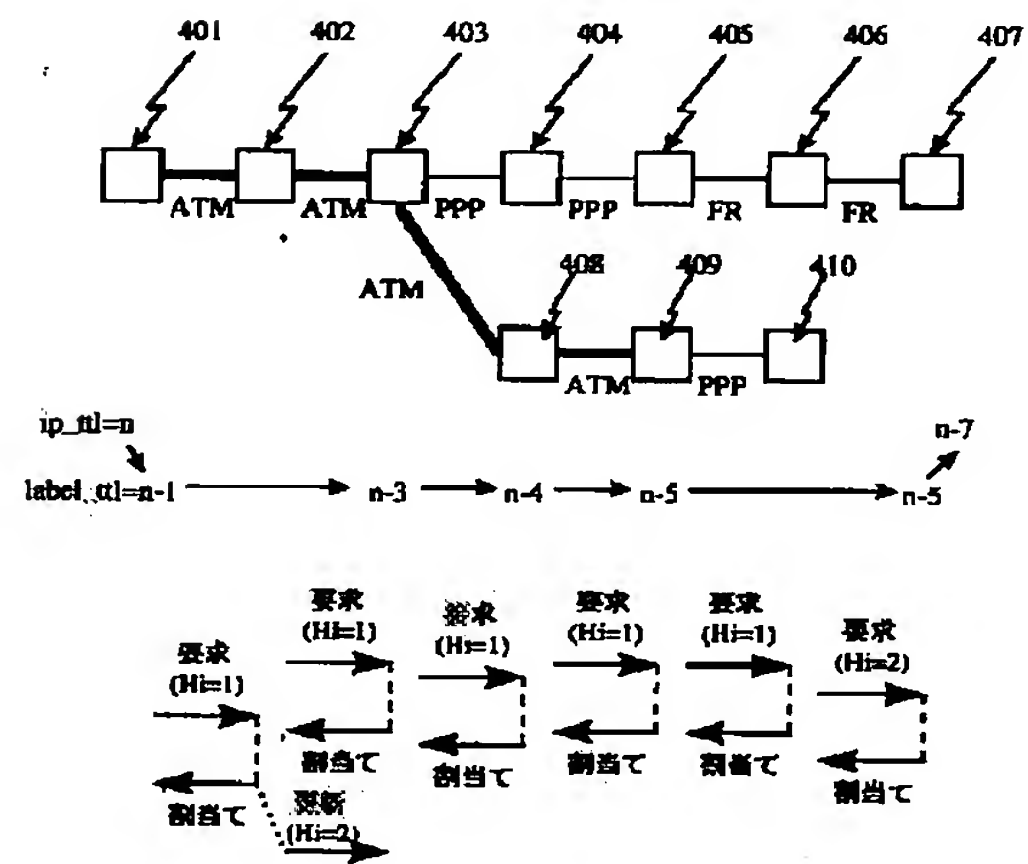 401 402 403 404 405 406 407
ATM ATM PPP PPP FR FR
ATM
408 409 410
ATM PPP
ip_ttl=n
n-7
label_ttl=n-1 n-3 n-4 n-5 n-5
要求
(Hi=1)
要求
(Hi=1)
要求
(Hi=1)
要求
(Hi=1)
要求
(Hi=1)
要求
(Hi=2)
割当て
割当て
割当て
割当て
割当て
割当て
(Hi=2)